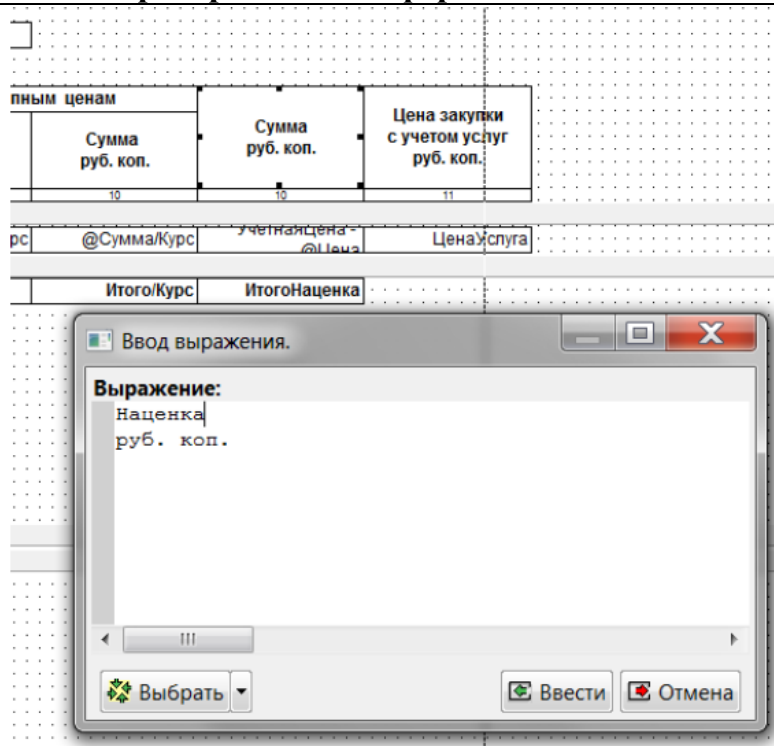 пным ценам
Сумма
руб. коп.
Сумма
руб. коп.
Цена закупки
с учетом услуг
руб. коп.
10
10
11
рс
@Сумма/Курс
УчетнаяЦена -
@Цена
ЦенаУслуга
Итого/Курс
ИтогоНаценка
Ввод выражения.
Выражение:
Наценка
руб. коп.
Выбрать
Ввести
Отмена